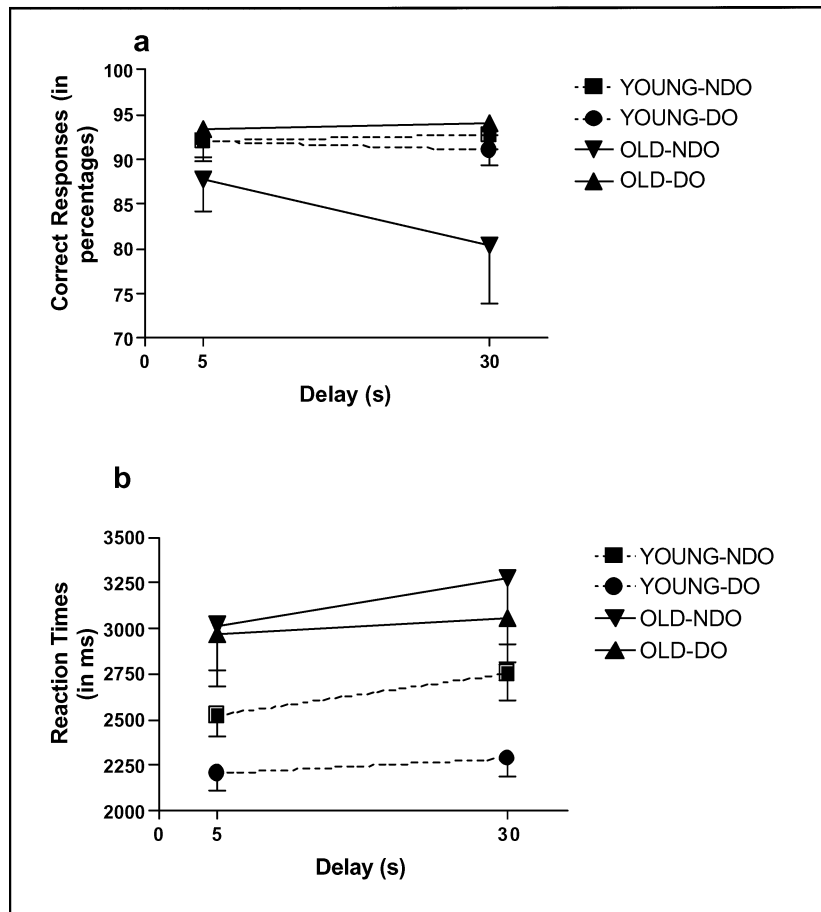 a
Correct Responses (in
percentages)
100
95
90
85
80
75
70
0
5
30
Delay (s)
YOUNG-NDO
YOUNG-DO
OLD-NDO
OLD-DO
b
Reaction Times
(in ms)
3500
3250
3000
2750
2500
2250
2000
0
5
30
Delay (s)
YOUNG-NDO
YOUNG-DO
OLD-NDO
OLD-DO